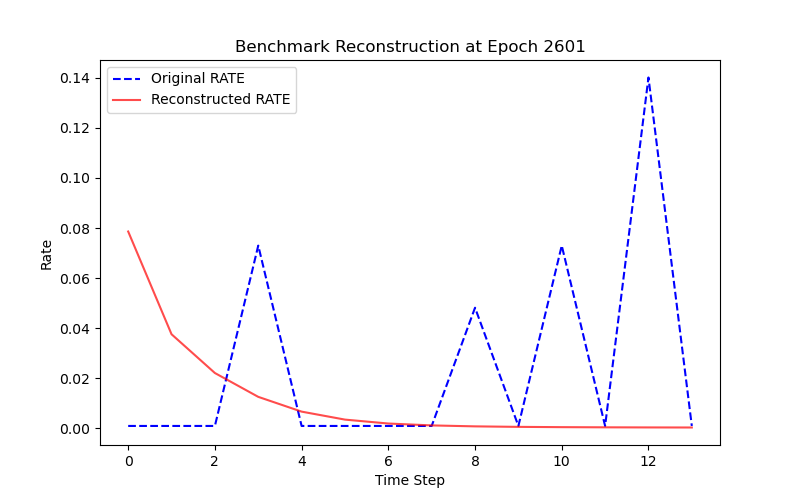 Benchmark Reconstruction at Epoch 2601
Original RATE
Reconstructed RATE
0.14
0.12
0.10
0.08
0.06
0.04
0.02
0.00
Rate
0 2 4 6 8 10 12
Time Step